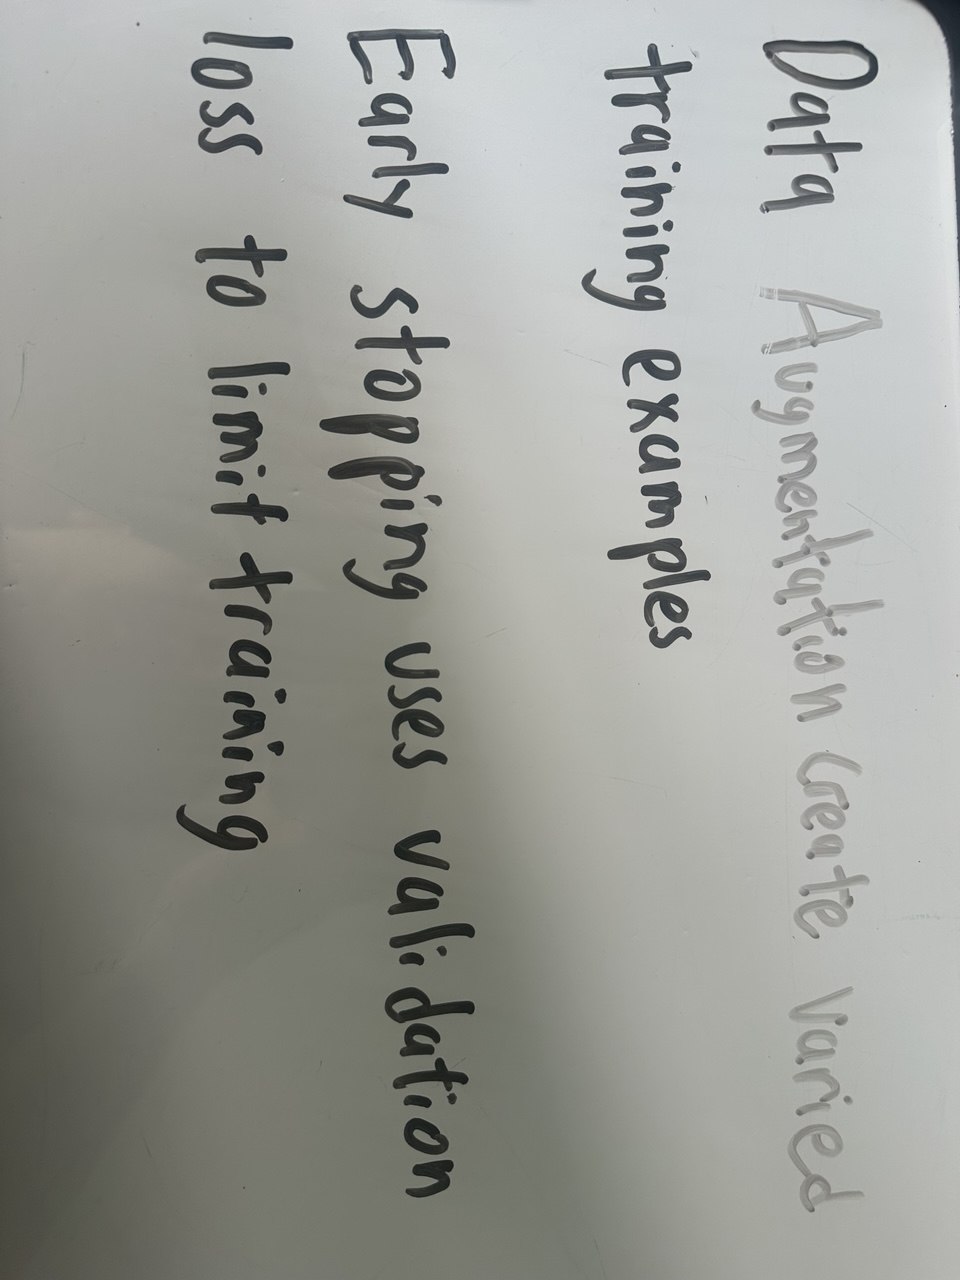 Data Augmentation Create Varied
training examples
Early stopping uses validation
loss to limit training